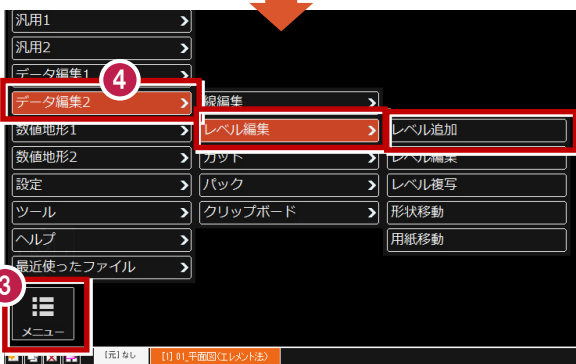 汎用1
汎用2
データ編集1
4
データ編集2
線編集
数値地形1
レベル編集
レベル追加
数値地形2
カット
レベル編集
設定
パック
レベル複写
ツール
クリップボード
形状移動
ヘルプ
用紙移動
最近使ったファイル
3
メニュー
[元] なし
[1] 01_平面図(エレメント法)